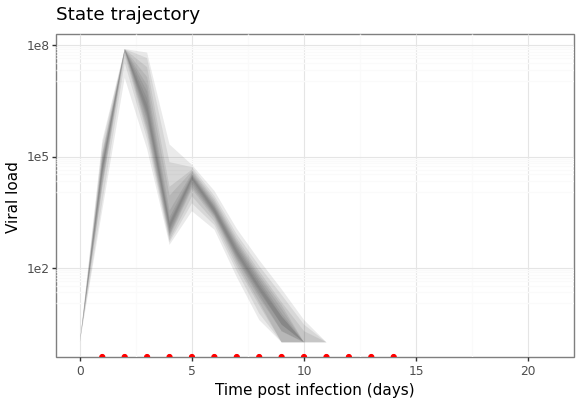 State trajectory
1e8
1e5
1e2
Viral load
0 5 10 15 20
Time post infection (days)